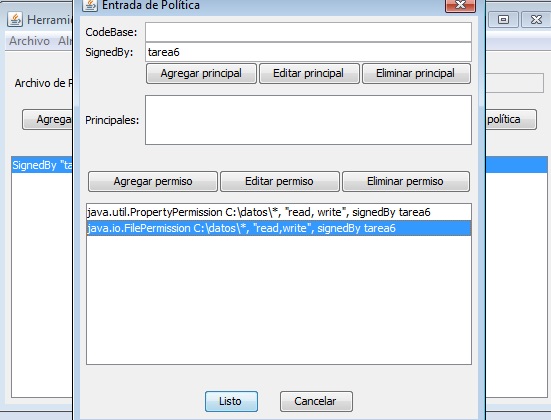 Entrada de Política
Herramie
Archivo Al
CodeBase:
SignedBy: tarea6
Agregar principal Editar principal Eliminar principal
Archivo de P
Agrega
Principales:
política
SignedBy "ta
Agregar permiso Editar permiso Eliminar permiso
java.util.PropertyPermission C:\datos\*, "read, write", signedBy tarea6
java.io.FilePermission C:\datos\*, "read,write", signedBy tarea6
Listo Cancelar